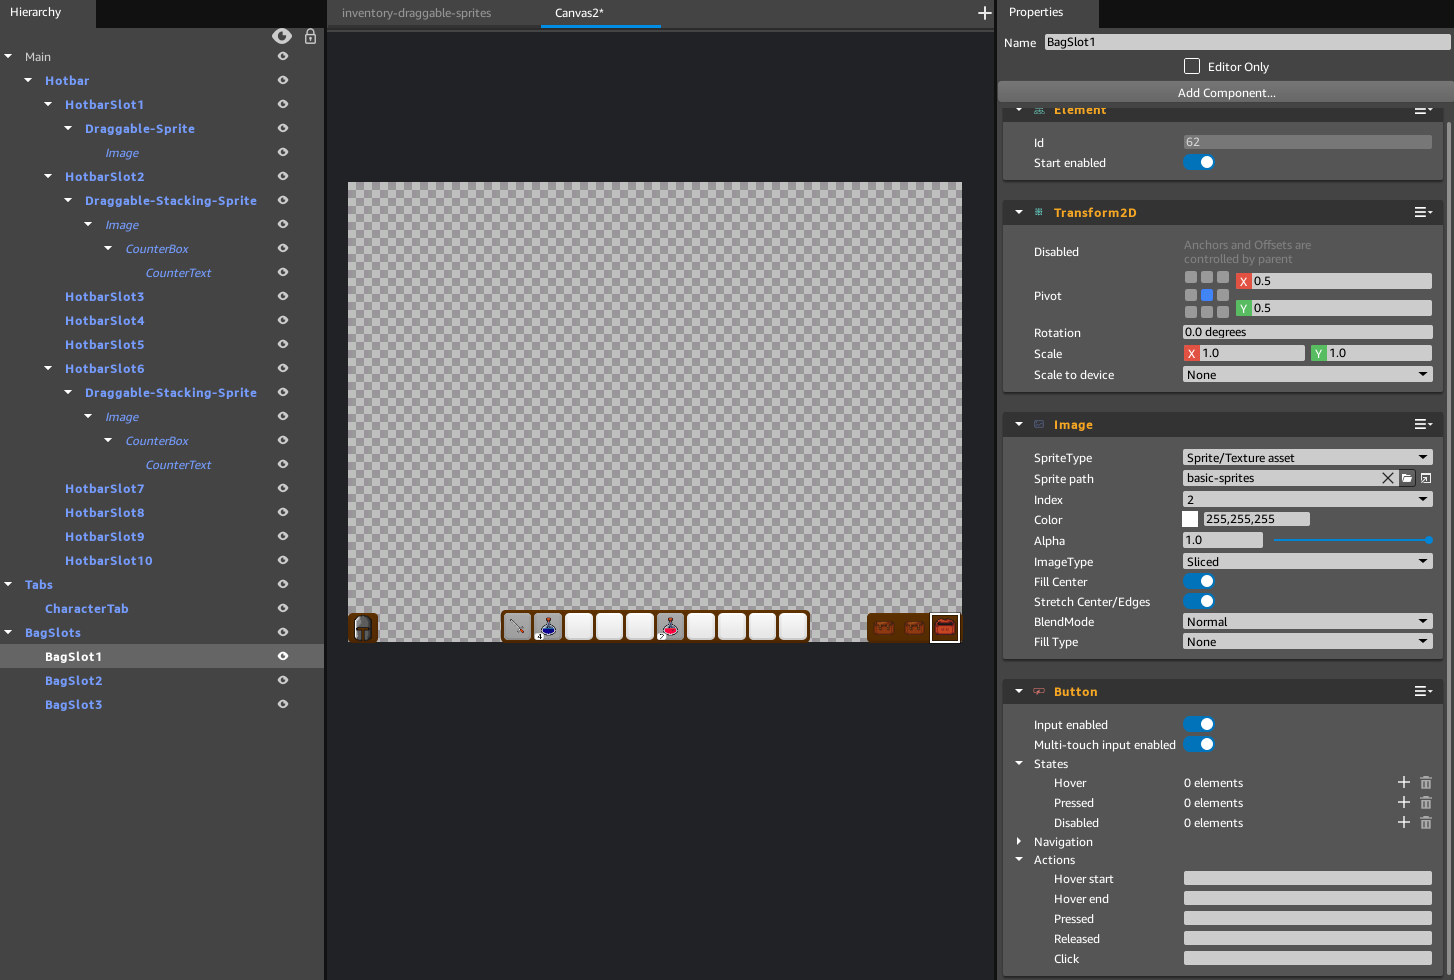 Hierarchy
inventory-draggable-sprites
Canvas2*
Properties
Main
Hotbar
HotbarSlot1
Draggable-Sprite
Image
HotbarSlot2
Draggable-Stacking-Sprite
Image
CounterBox
CounterText
HotbarSlot3
HotbarSlot4
HotbarSlot5
HotbarSlot6
Draggable-Stacking-Sprite
Image
CounterBox
CounterText
HotbarSlot7
HotbarSlot8
HotbarSlot9
HotbarSlot10
Tabs
CharacterTab
BagSlots
BagSlot1
BagSlot2
BagSlot3
4
Name BagSlot1
Editor Only
Add Component...
Element
Id 62
Start enabled
Transform2D
Disabled Anchors and Offsets are
controlled by parent
Pivot X 0.5
Y 0.5
Rotation 0.0 degrees
Scale X 1.0 Y 1.0
Scale to device None
Image
SpriteType Sprite/Texture asset
Sprite path basic-sprites
Index 2
Color 255,255,255
Alpha 1.0
ImageType Sliced
Fill Center
Stretch Center/Edges
BlendMode Normal
Fill Type None
Button
Input enabled
Multi-touch input enabled
States
Hover 0 elements
Pressed 0 elements
Disabled 0 elements
Navigation
Actions
Hover start
Hover end
Pressed
Released
Click